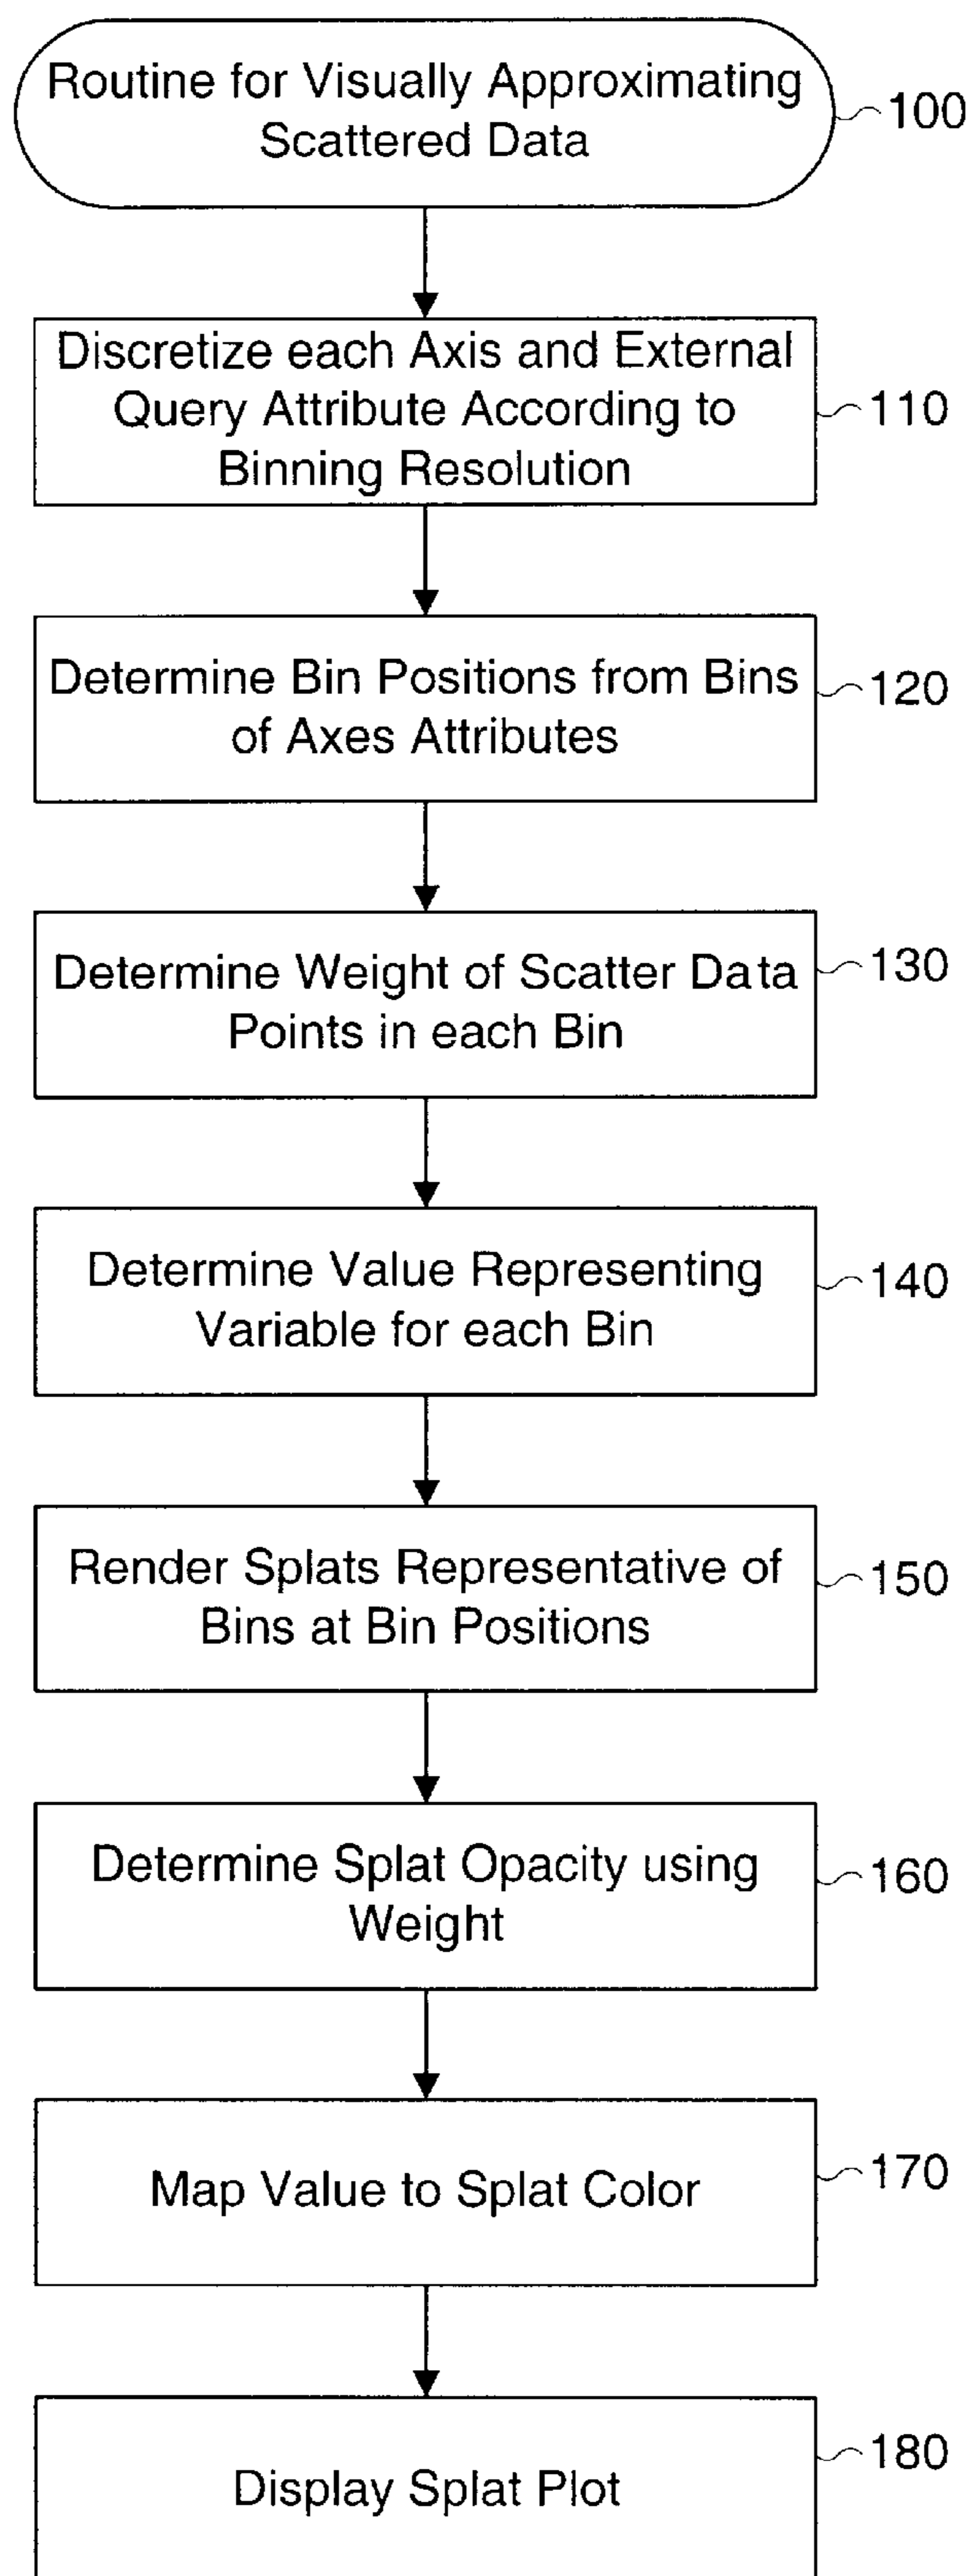 Routine for Visually Approximating
Scattered Data
100
Discretize each Axis and External
Query Attribute According to
Binning Resolution
110
Determine Bin Positions from Bins
of Axes Attributes
120
Determine Weight of Scatter Data
Points in each Bin
130
Determine Value Representing
Variable for each Bin
140
Render Splats Representative of
Bins at Bin Positions
150
Determine Splat Opacity using
Weight
160
Map Value to Splat Color
170
Display Splat Plot
180